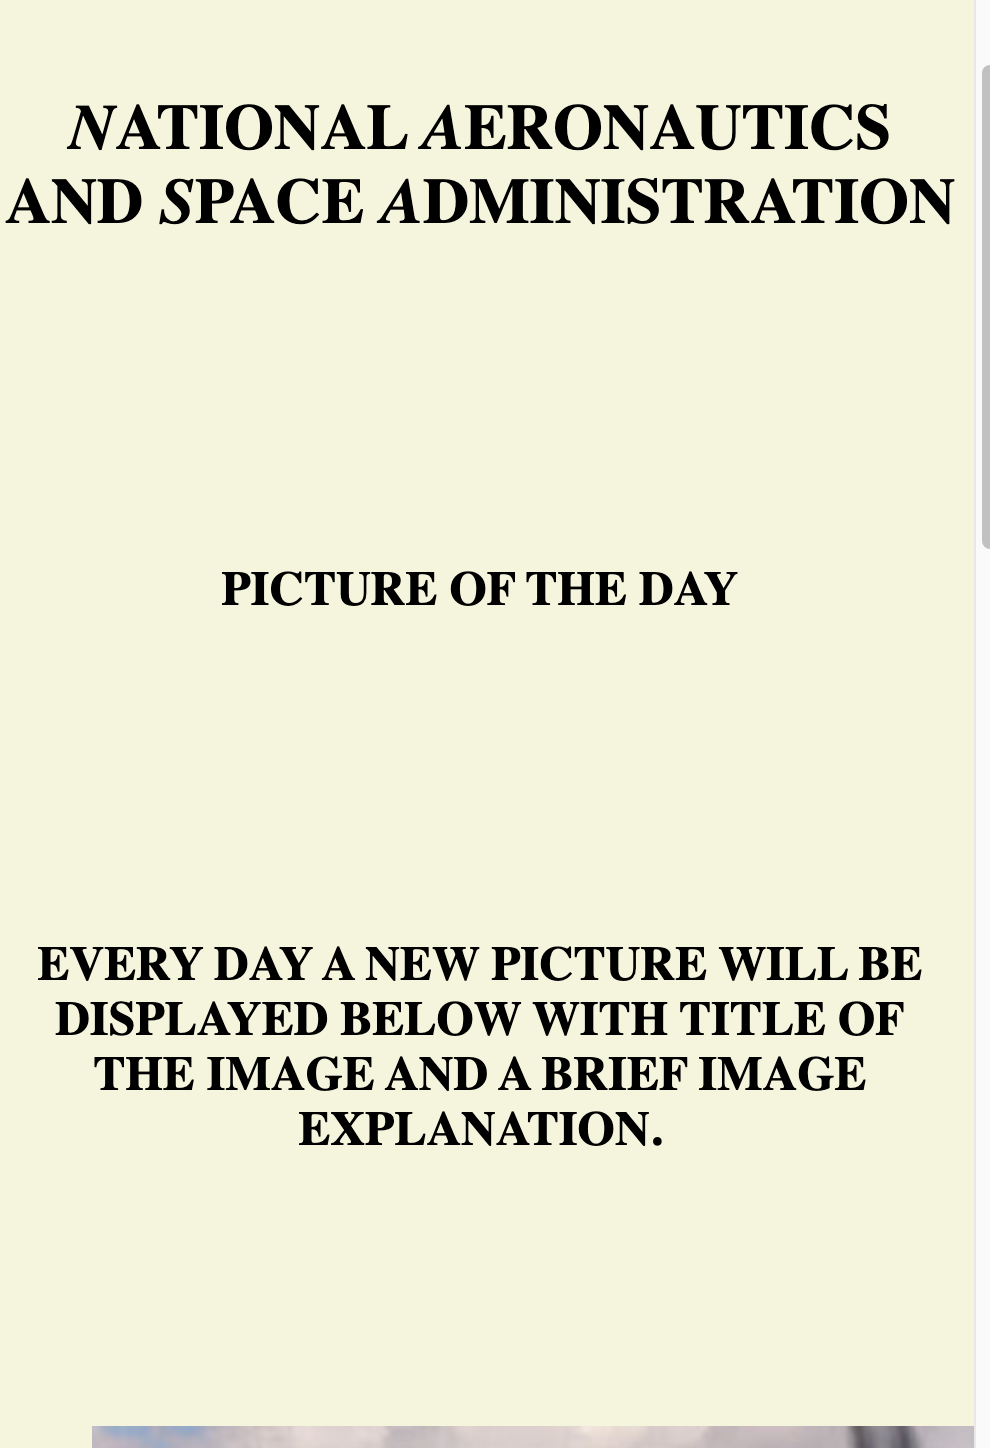 NATIONAL AERONAUTICS
AND SPACE ADMINISTRATION
PICTURE OF THE DAY
EVERY DAY A NEW PICTURE WILL BE
DISPLAYED BELOW WITH TITLE OF
THE IMAGE AND A BRIEF IMAGE
EXPLANATION.